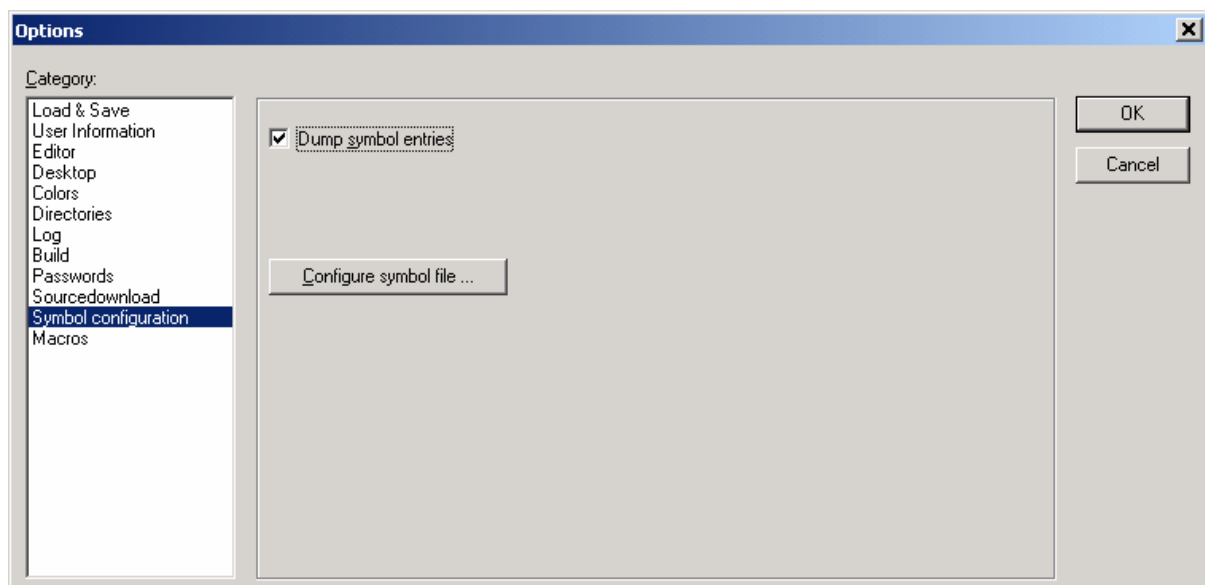 Options
Category:
Load & Save
User Information
Editor
Desktop
Colors
Directories
Log
Build
Passwords
Sourcedownload
Symbol configuration
Macros
Dump symbol entries
Configure symbol file ...
OK
Cancel